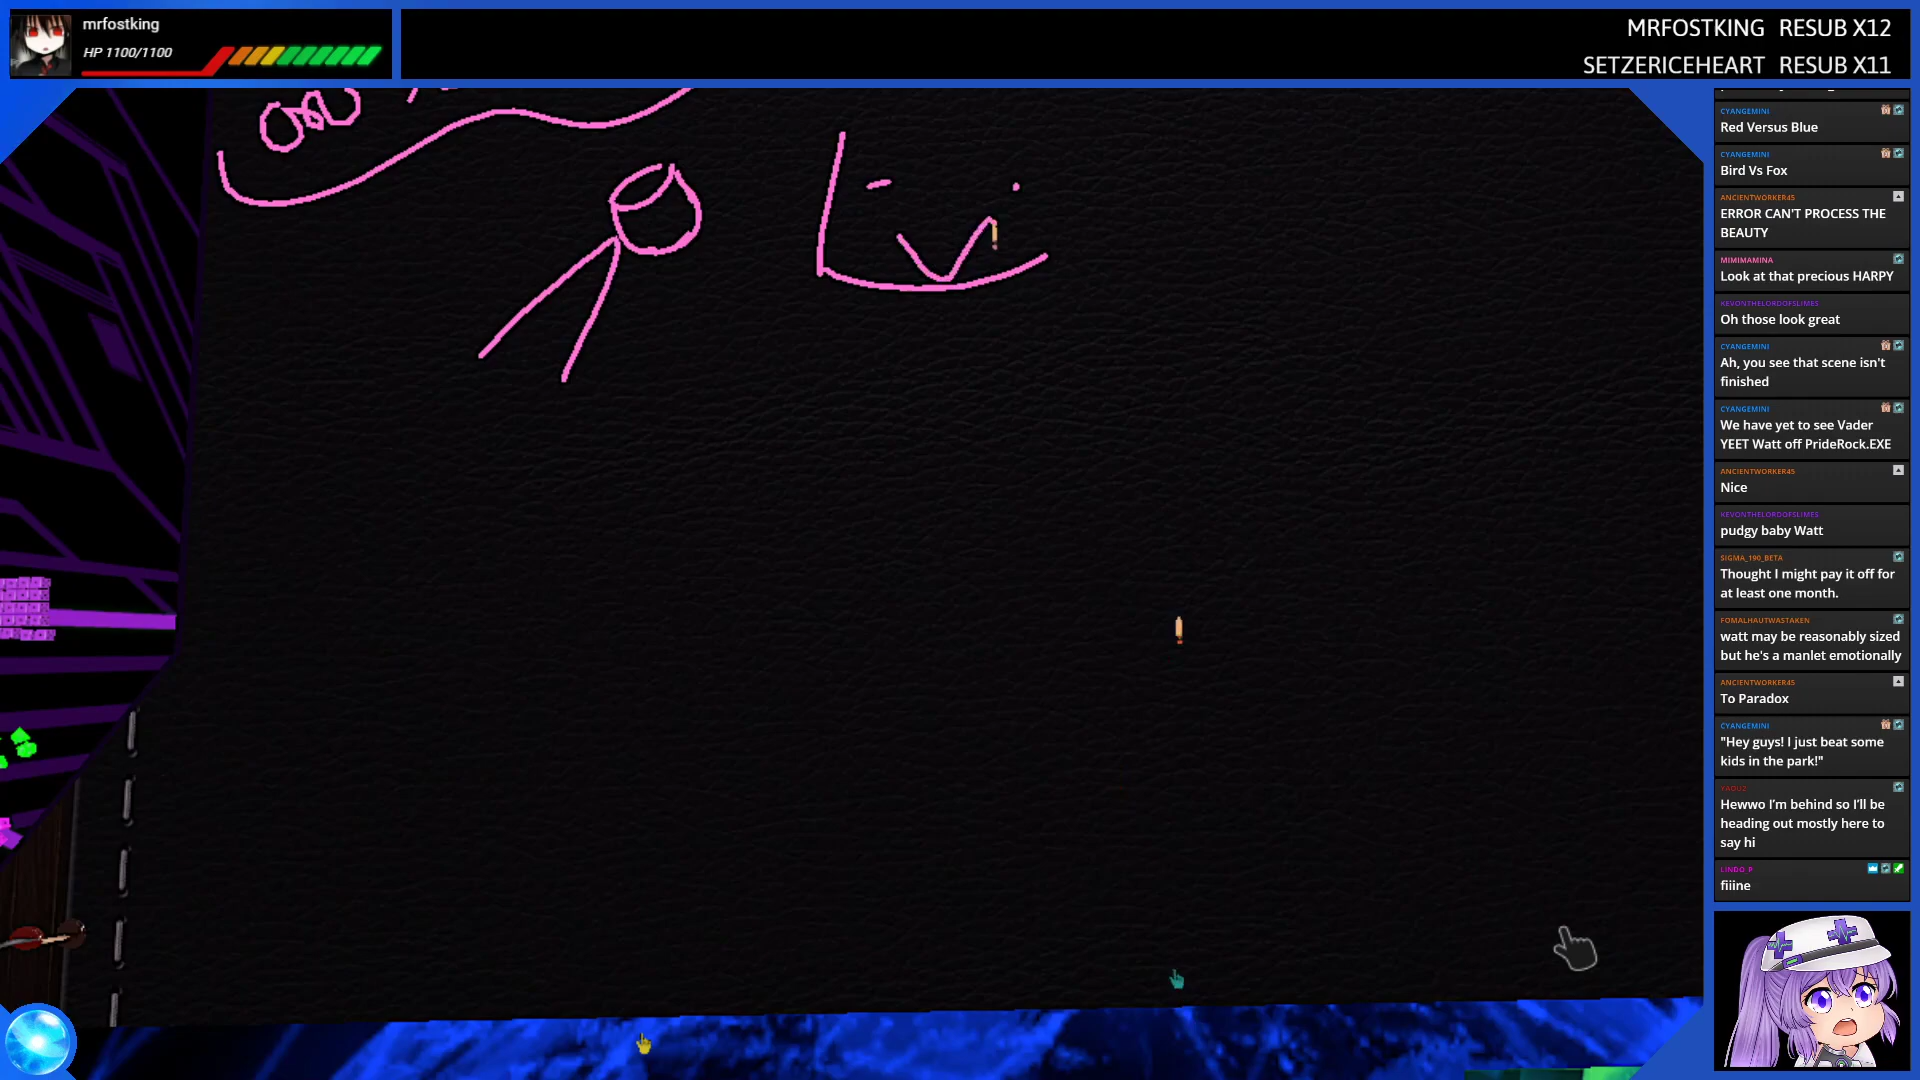 mrfostking
HP 1100/1100
MRFOSTKING RESUB X12
SETZERICEHEART RESUB X11
CYANGEMINI
Red Versus Blue
CYANGEMINI
Bird Vs Fox
ANCIENTWORKER45
ERROR CAN'T PROCESS THE
BEAUTY
MIMIMAMINA
Look at that precious HARPY
KEVONTHELORDOFSLIMES
Oh those look great
CYANGEMINI
Ah, you see that scene isn't
finished
CYANGEMINI
We have yet to see Vader
YEET Watt off PrideRock.EXE
ANCIENTWORKER45
Nice
KEVONTHELORDOFSLIMES
pudgy baby Watt
SIGMA_190_BETA
Thought I might pay it off for
at least one month.
FOMALHAUTWASTAKEN
watt may be reasonably sized
but he's a manlet emotionally
ANCIENTWORKER45
To Paradox
CYANGEMINI
"Hey guys! I just beat some
kids in the park!"
Hewwo I'm behind so I'll be
heading out mostly here to
say hi
LINDO_P
fiiine